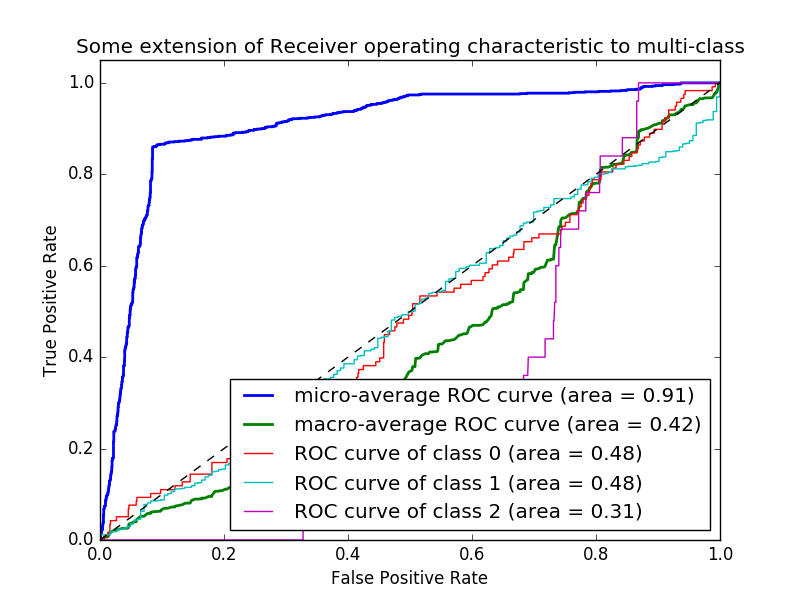 Some extension of Receiver operating characteristic to multi-class
1.0
0.8
0.6
0.4
0.2
0.0
True Positive Rate
micro-average ROC curve (area = 0.91)
macro-average ROC curve (area = 0.42)
ROC curve of class 0 (area = 0.48)
ROC curve of class 1 (area = 0.48)
ROC curve of class 2 (area = 0.31)
0.0 0.2 0.4 0.6 0.8 1.0
False Positive Rate